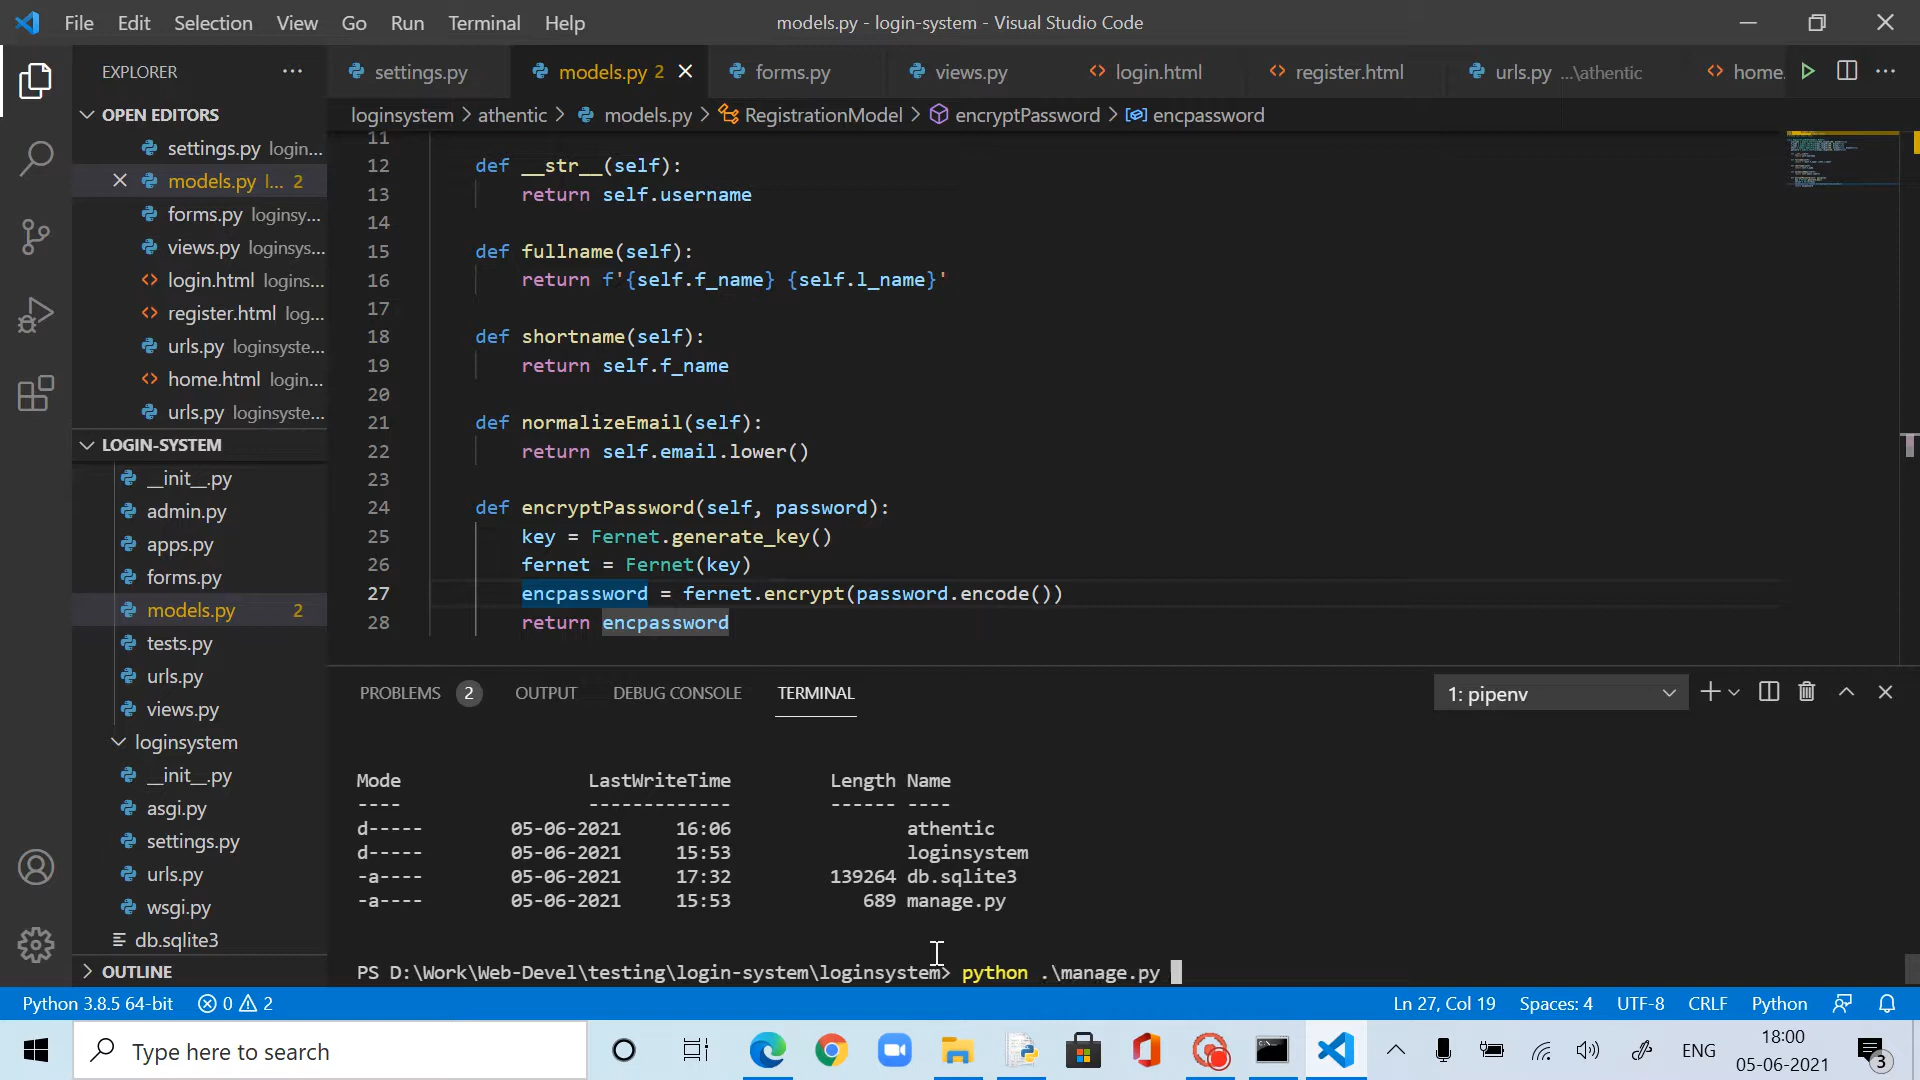 File Edit Selection View Go Run Terminal Help models.py - login-system - Visual Studio Code
EXPLORER
settings.py models.py 2 forms.py views.py login.html register.html urls.py ...\athentic home.
loginsystem > athentic > models.py > RegistrationModel > encryptPassword > encpassword
OPEN EDITORS
settings.py login...
models.py l... 2
forms.py loginsy...
views.py loginsys...
login.html logins...
register.html log...
urls.py loginsyste...
home.html login...
urls.py loginsyste...
LOGIN-SYSTEM
__init__.py
admin.py
apps.py
forms.py
models.py 2
tests.py
urls.py
views.py
loginsystem
__init__.py
asgi.py
settings.py
urls.py
wsgi.py
db.sqlite3
OUTLINE
11
12 def __str__(self):
13 return self.username
14
15 def fullname(self):
16 return f'{self.f_name} {self.l_name}'
17
18 def shortname(self):
19 return self.f_name
20
21 def normalizeEmail(self):
22 return self.email.lower()
23
24 def encryptPassword(self, password):
25 key = Fernet.generate_key()
26 fernet = Fernet(key)
27 encpassword = fernet.encrypt(password.encode())
28 return encpassword
PROBLEMS 2 OUTPUT DEBUG CONSOLE TERMINAL 1: pipenv
Mode LastWriteTime Length Name
---- ------------- ------ ----
d----- 05-06-2021 16:06 athentic
d----- 05-06-2021 15:53 loginsystem
-a---- 05-06-2021 17:32 139264 db.sqlite3
-a---- 05-06-2021 15:53 689 manage.py
PS D:\Work\Web-Devel\testing\login-system\loginsystem> python .\manage.py
Python 3.8.5 64-bit 0 2 Ln 27, Col 19 Spaces: 4 UTF-8 CRLF Python
Type here to search ENG 18:00
05-06-2021 3